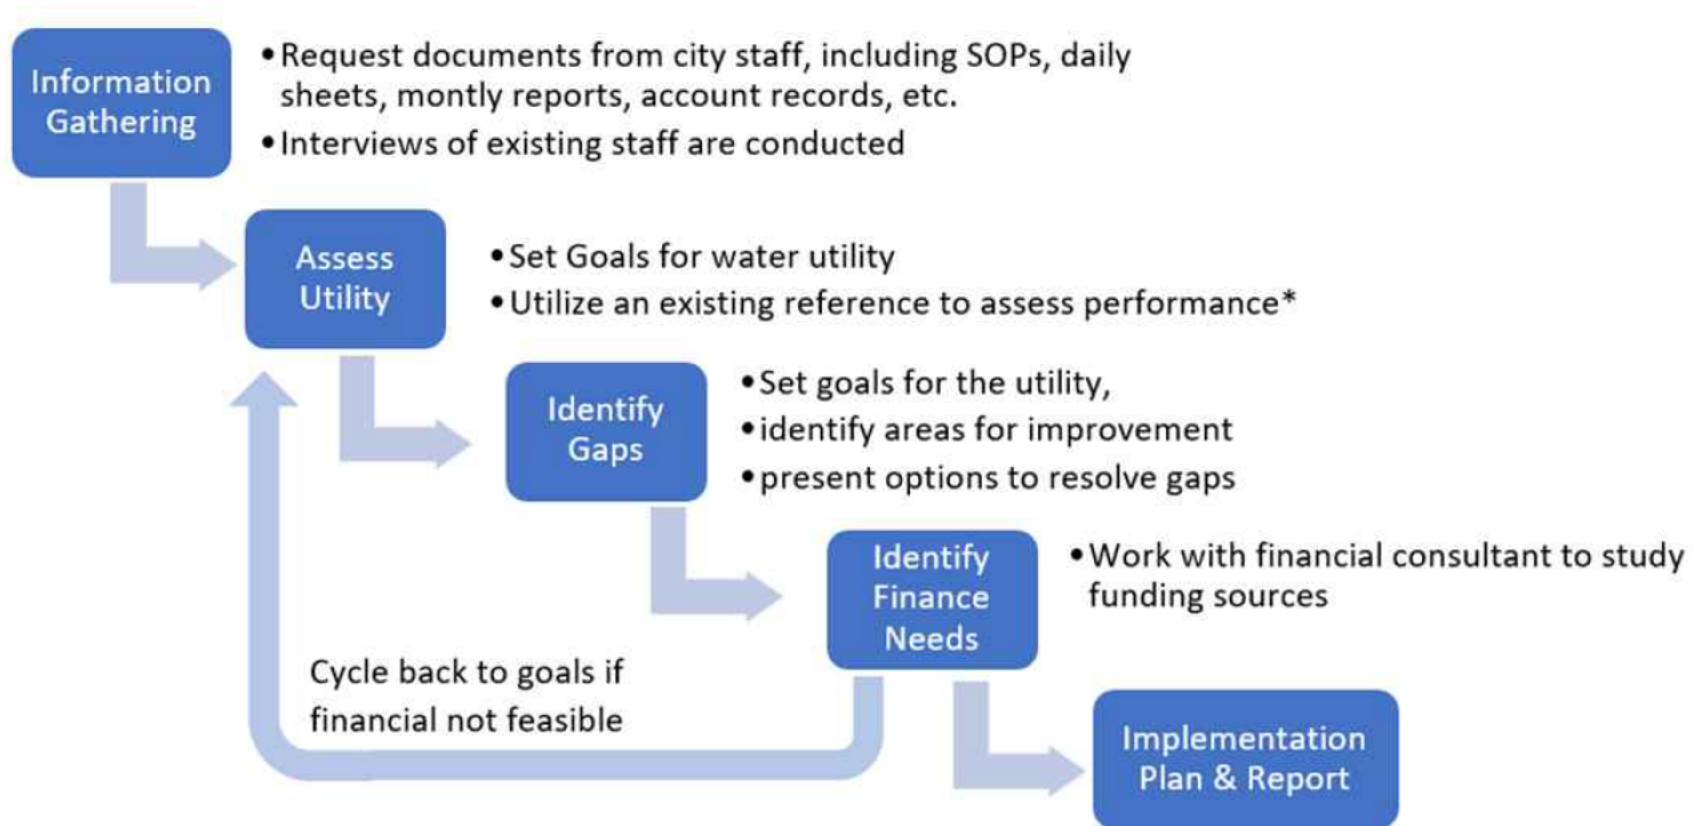 Information
Gathering
•Request documents from city staff, including SOPs, daily
sheets, montly reports, account records, etc.
•Interviews of existing staff are conducted
Assess
Utility
•Set Goals for water utility
•Utilize an existing reference to assess performance*
Identify
Gaps
•Set goals for the utility,
•identify areas for improvement
•present options to resolve gaps
Identify
Finance
Needs
•Work with financial consultant to study
funding sources
Cycle back to goals if
financial not feasible
Implementation
Plan & Report